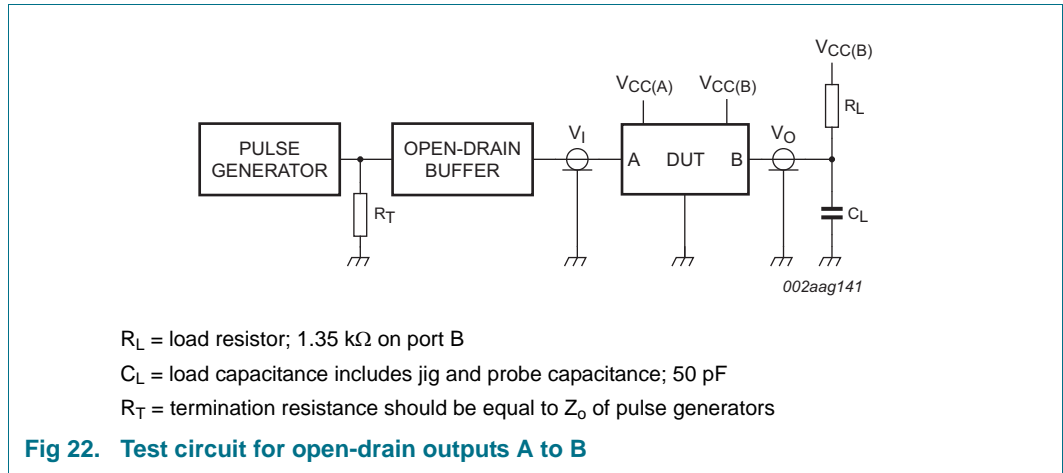 VCC(B)
VCC(A) VCC(B)
RL
PULSE
GENERATOR
OPEN-DRAIN
BUFFER
VI
A DUT B
VO
RT
CL
002aag141
RL = load resistor; 1.35 kΩ on port B
CL = load capacitance includes jig and probe capacitance; 50 pF
RT = termination resistance should be equal to Zo of pulse generators
Fig 22. Test circuit for open-drain outputs A to B